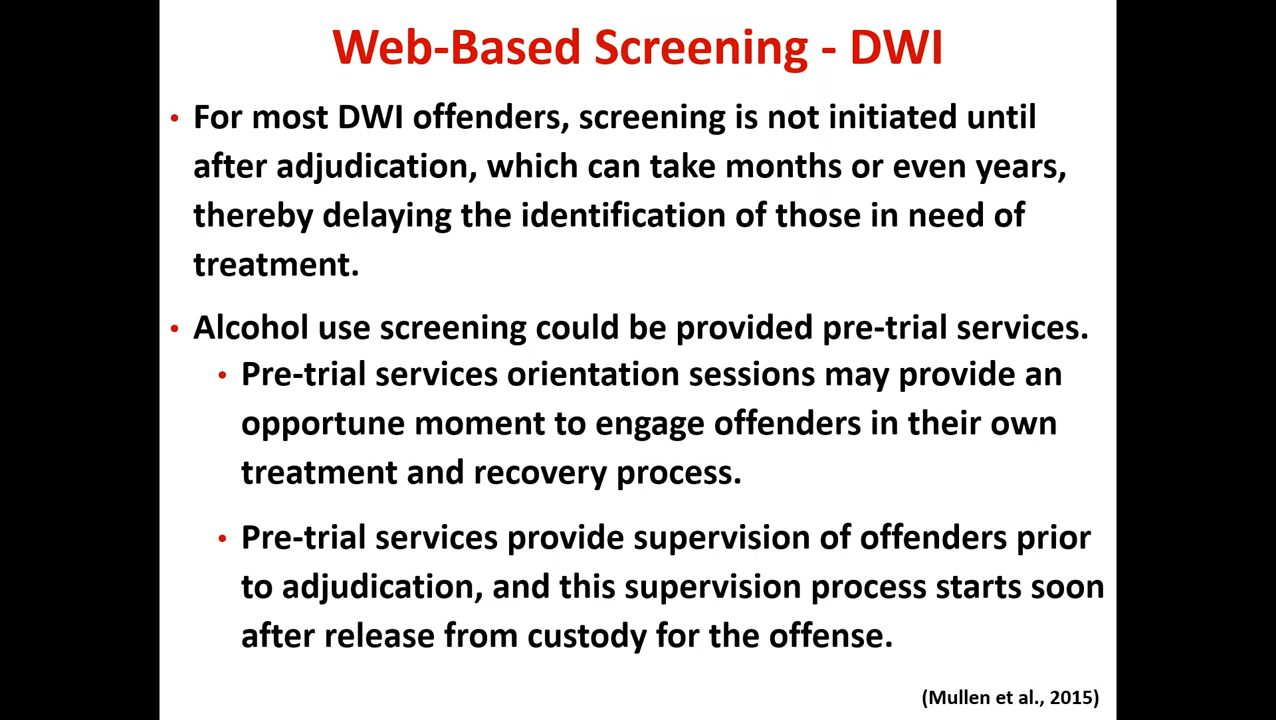 Web-Based Screening - DWI
• For most DWI offenders, screening is not initiated until
after adjudication, which can take months or even years,
thereby delaying the identification of those in need of
treatment.
• Alcohol use screening could be provided pre-trial services.
• Pre-trial services orientation sessions may provide an
opportune moment to engage offenders in their own
treatment and recovery process.
• Pre-trial services provide supervision of offenders prior
to adjudication, and this supervision process starts soon
after release from custody for the offense.
(Mullen et al., 2015)